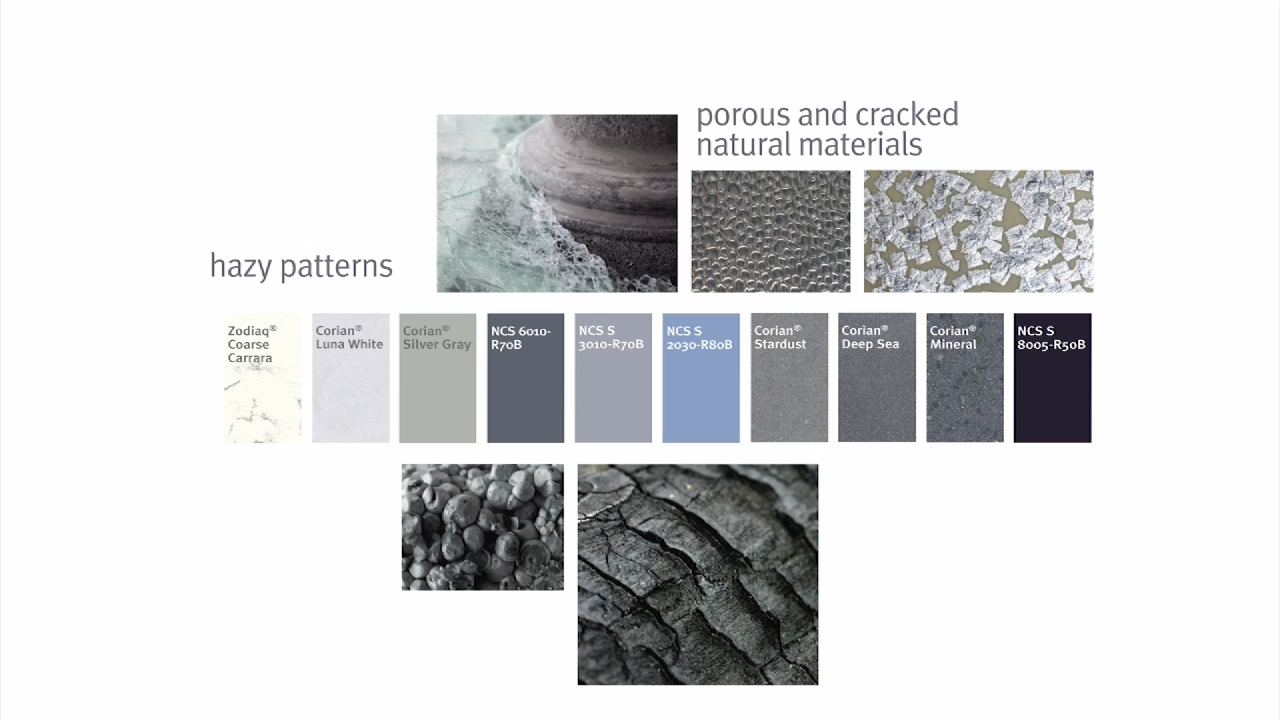 porous and cracked
natural materials
hazy patterns
Zodiaq®
Coarse
Carrara
Corian®
Luna White
Corian®
Silver Gray
NCS 6010-
R70B
NCS S
3010-R70B
NCS S
2030-R80B
Corian®
Stardust
Corian®
Deep Sea
Corian®
Mineral
NCS S
8005-R50B